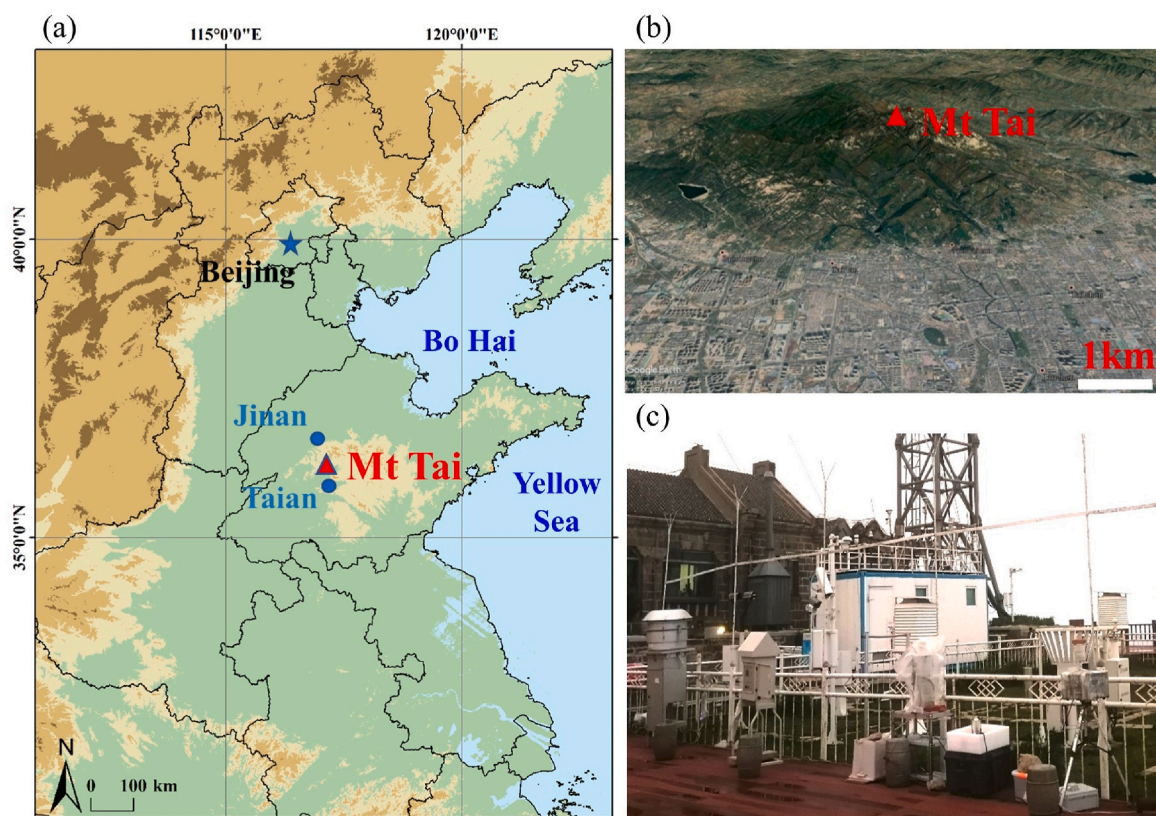 (a)
115°0'0"E
120°0'0"E
40°0'0"N
35°0'0"N
Beijing
Bo Hai
Jinan
Mt Tai
Taian
Yellow
Sea
N
0 100 km
(b)
Mt Tai
Google Earth
1km
(c)